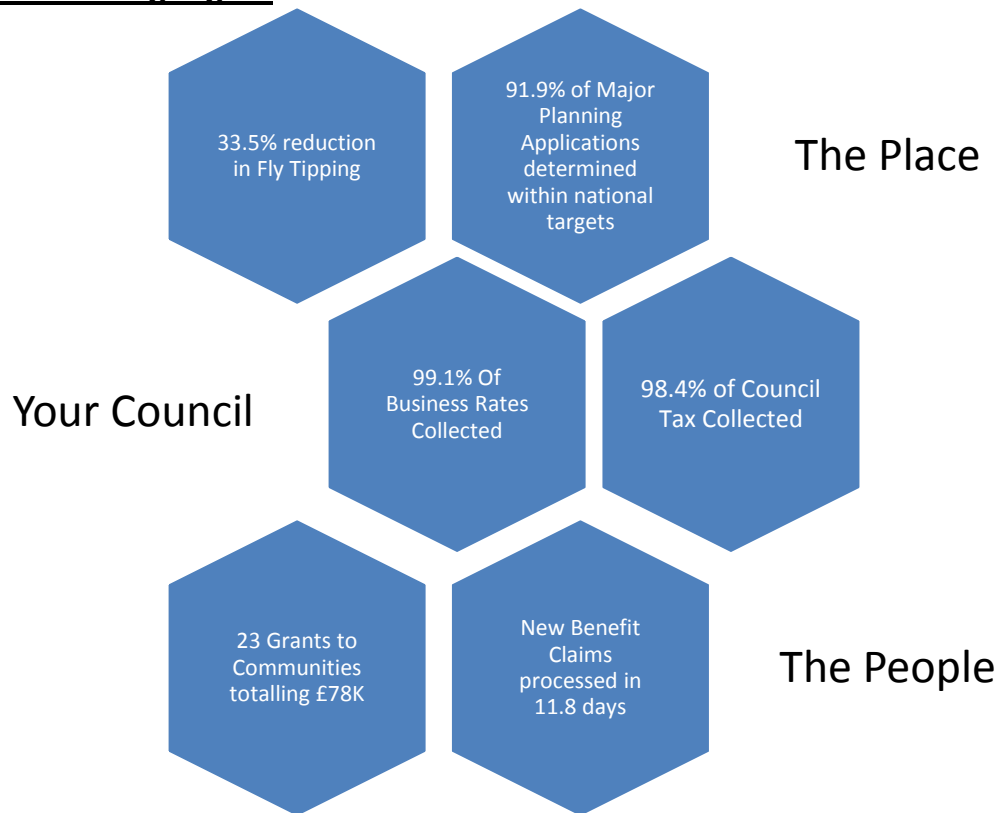 33.5% reduction
in Fly Tipping
91.9% of Major
Planning
Applications
determined
within national
targets
The Place
Your Council
99.1% Of
Business Rates
Collected
98.4% of Council
Tax Collected
23 Grants to
Communities
totalling £78K
New Benefit
Claims
processed in
11.8 days
The People